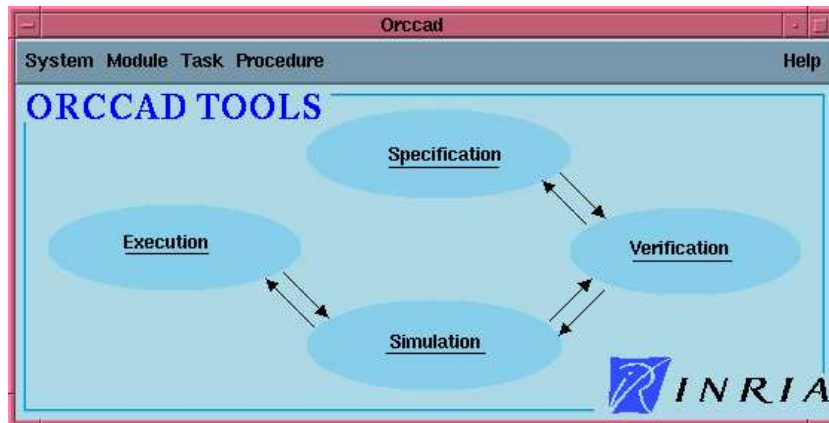 Orccad
System Module Task Procedure Help
ORCCAD TOOLS
Specification
Execution
Verification
Simulation
INRIA